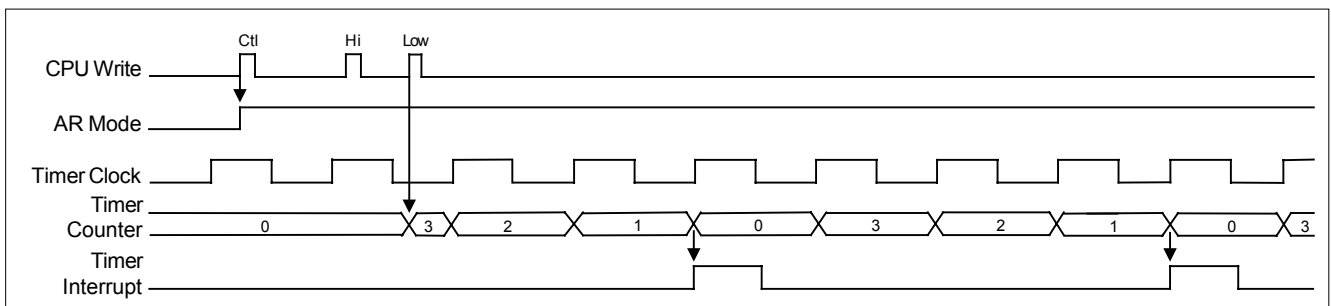 Ctl Hi Low
CPU Write
AR Mode
Timer Clock
Timer
Counter
0 3 2 1 0 3 2 1 0 3
Timer
Interrupt